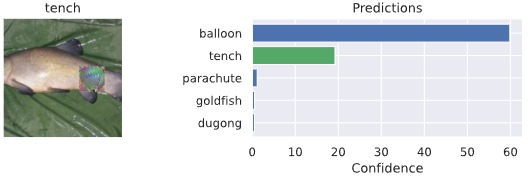 tench
Predictions
balloon
tench
parachute
goldfish
dugong
0 10 20 30 40 50 60
Confidence